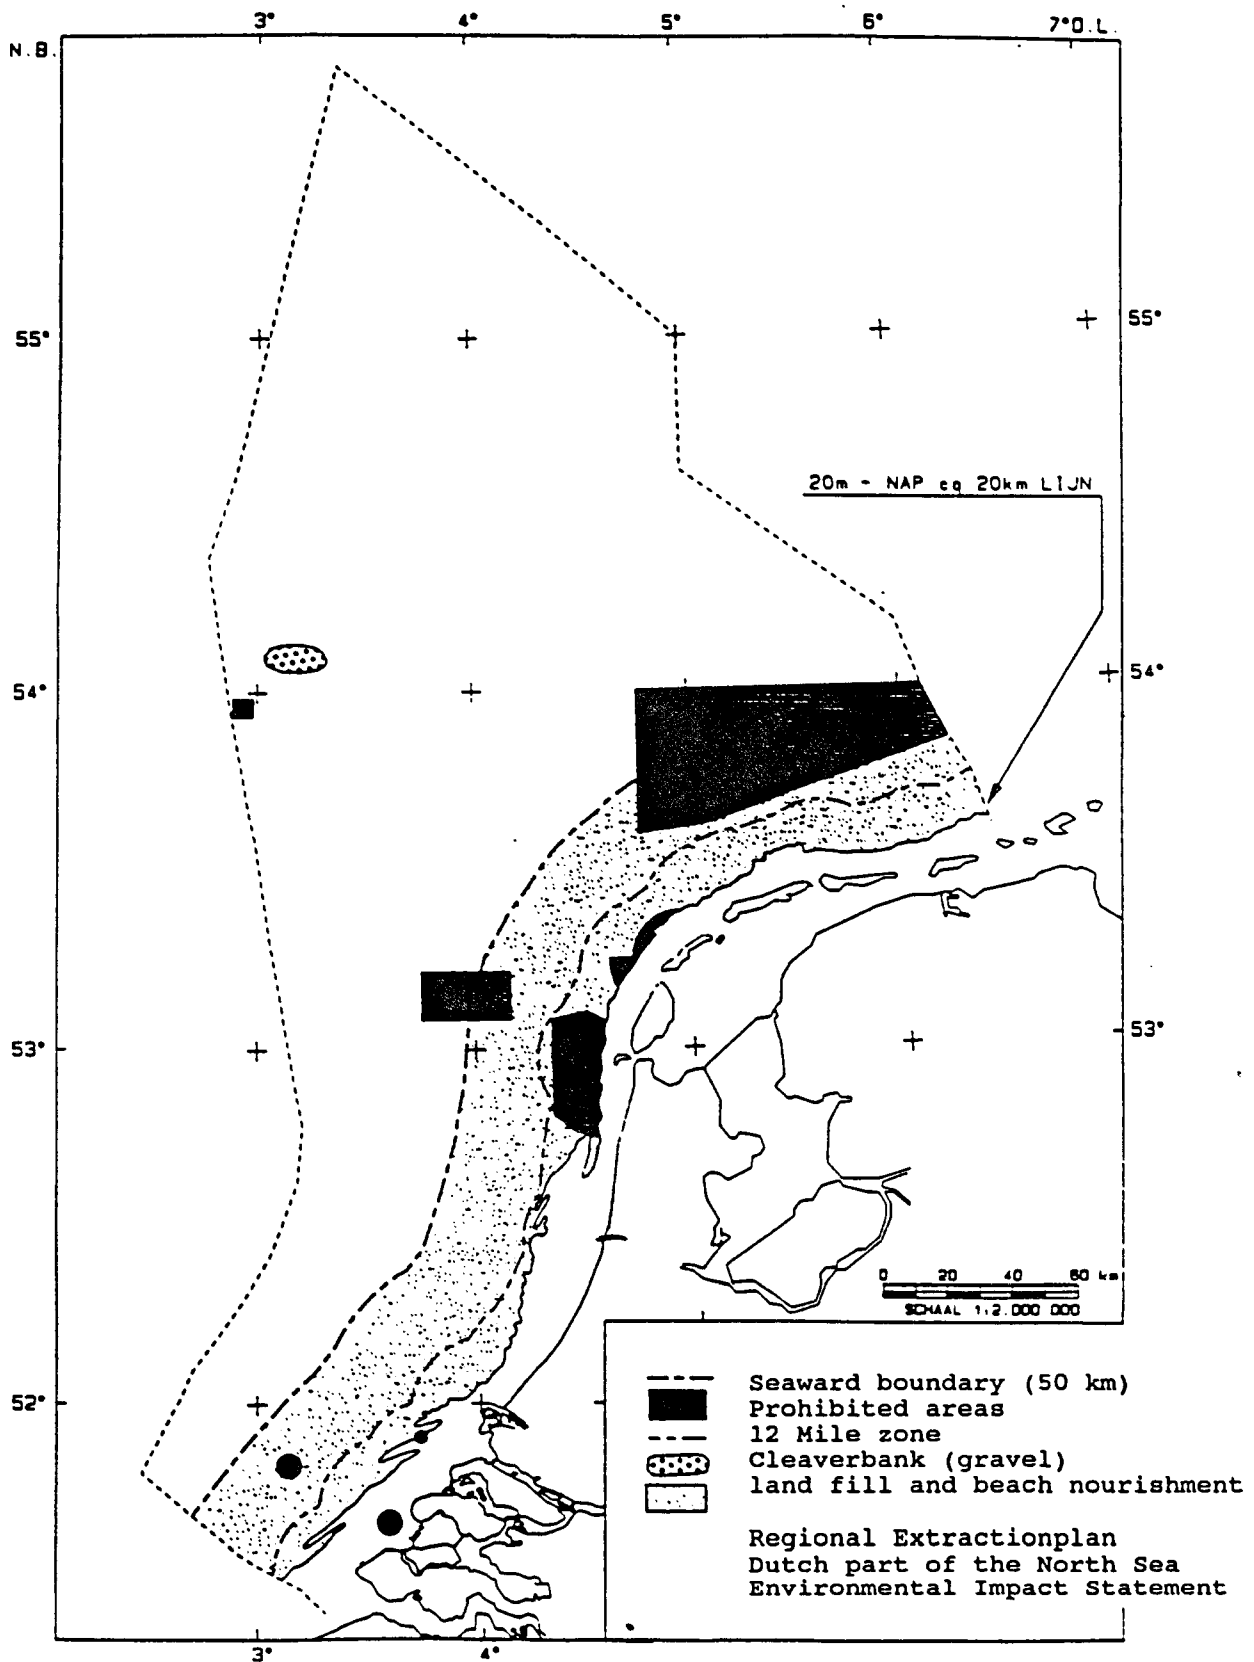 3° 4° 5° 6° 7°O.L.
N.B.
55° 55°
20m - NAP cq 20km LIJN
54° 54°
53° 53°
0 20 40 60 km
SCHAAL 1:2.000 000
52°
Seaward boundary (50 km)
Prohibited areas
12 Mile zone
Cleaverbank (gravel)
land fill and beach nourishment
Regional Extractionplan
Dutch part of the North Sea
Environmental Impact Statement
3° 4°